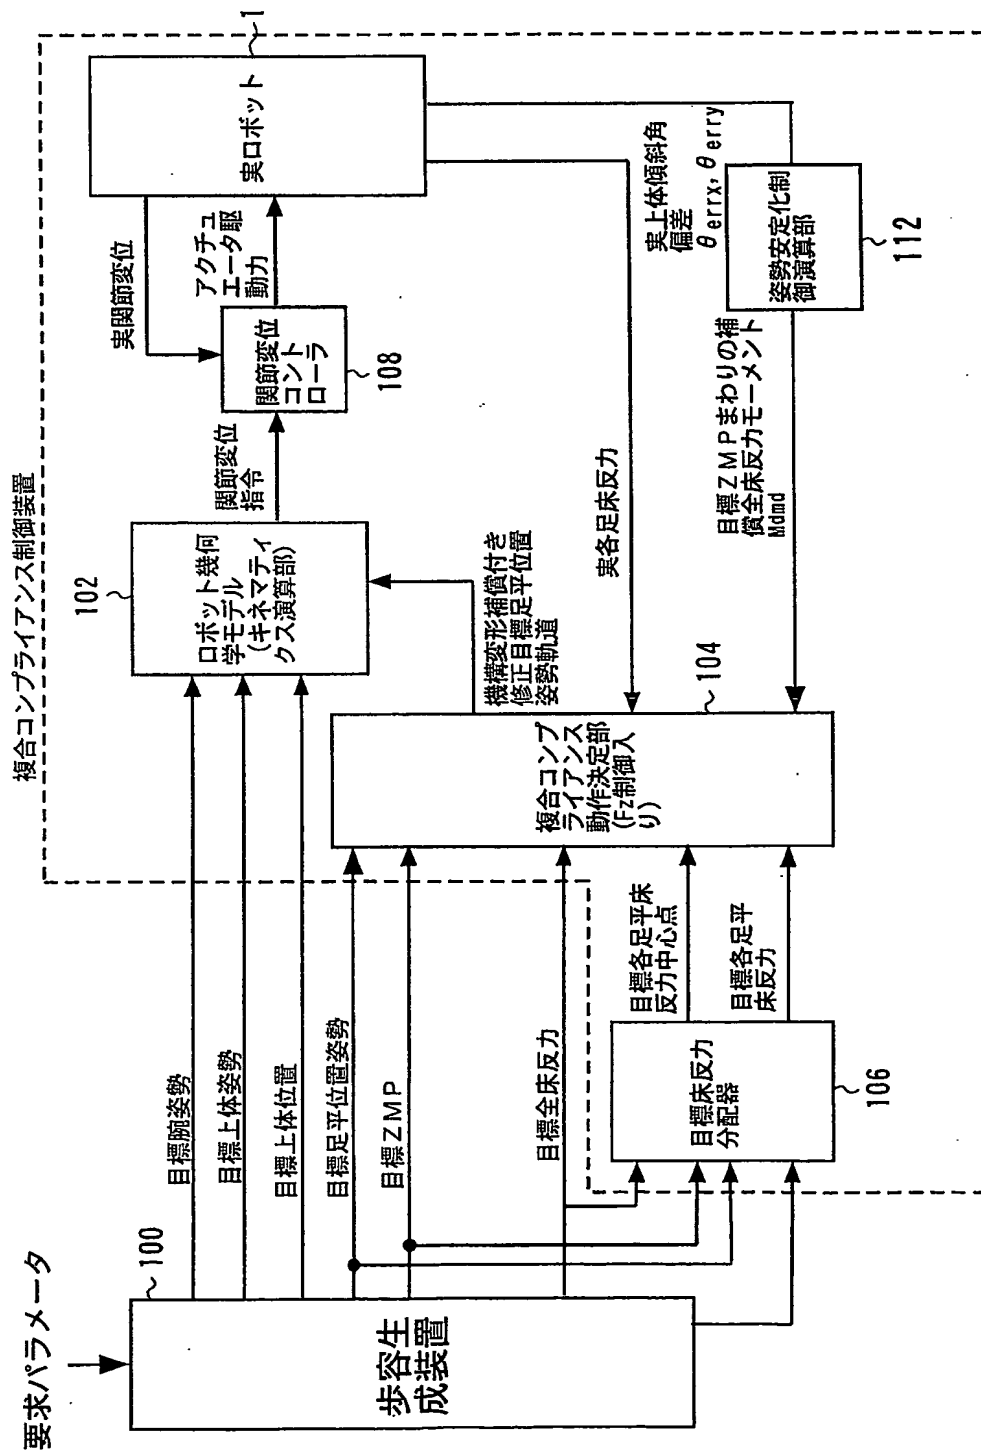 要求パラメータ
100
歩容生
成装置
目標腕姿勢
目標上体姿勢
目標上体位置
目標足平位置姿勢
目標ZMP
目標全床反力
目標床反力
分配器
106
目標各足平床
反力中心点
目標各足平
床反力
複合コンプライアンス制御装置
102
ロボット幾何
学モデル
(キネマティ
クス演算部)
機構変形補償付き
修正目標足平位置
姿勢軌道
複合コンプ
ライアンス
動作決定部
(Fz制御入
り)
104
関節変位
指令
関節変位
コント
ローラ
108
実関節変位
アクチュ
エータ駆
動力
実ロボット
1
実各足床反力
実上体傾斜角
偏差
θerrx, θerry
姿勢安定化制
御演算部
112
目標ZMPまわりの補
償全床反力モーメント
Mdmd